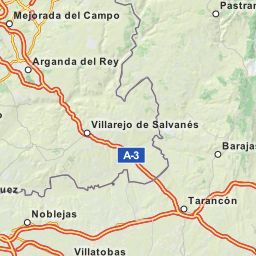 Pastran
Mejorada del Campo
Arganda del Rey
Villarejo de Salvanés
A-3
Barajas
uez
Tarancón
Noblejas
Villatobas